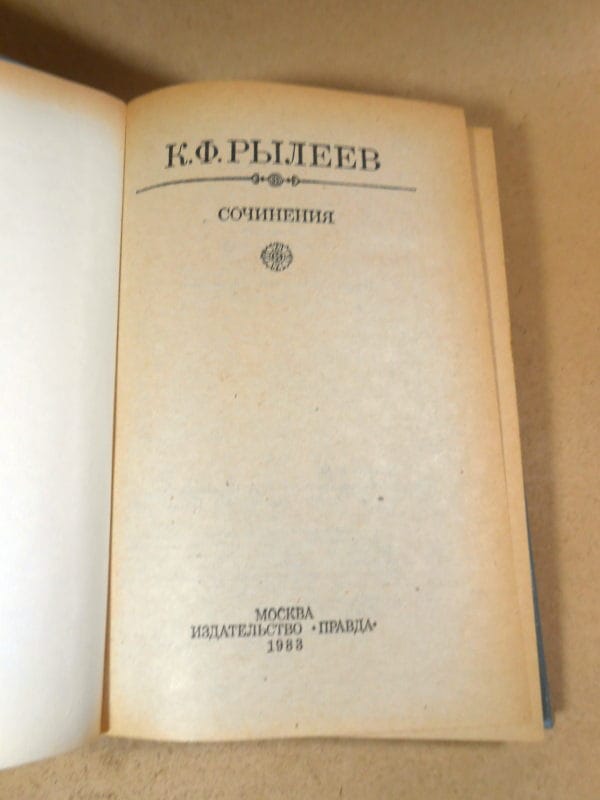 К.Ф.РЫЛЕЕВ
СОЧИНЕНИЯ
МОСКВА
ИЗДАТЕЛЬСТВО «ПРАВДА»
1983